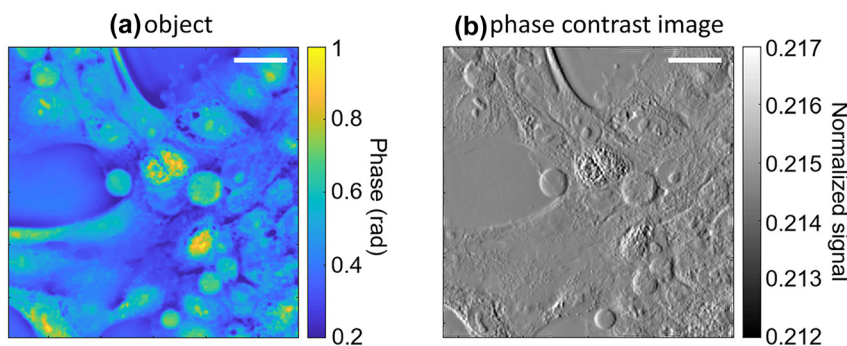 (a) object
1
0.8
0.6
0.4
0.2
Phase (rad)
(b) phase contrast image
0.217
0.216
0.215
0.214
0.213
0.212
Normalized signal